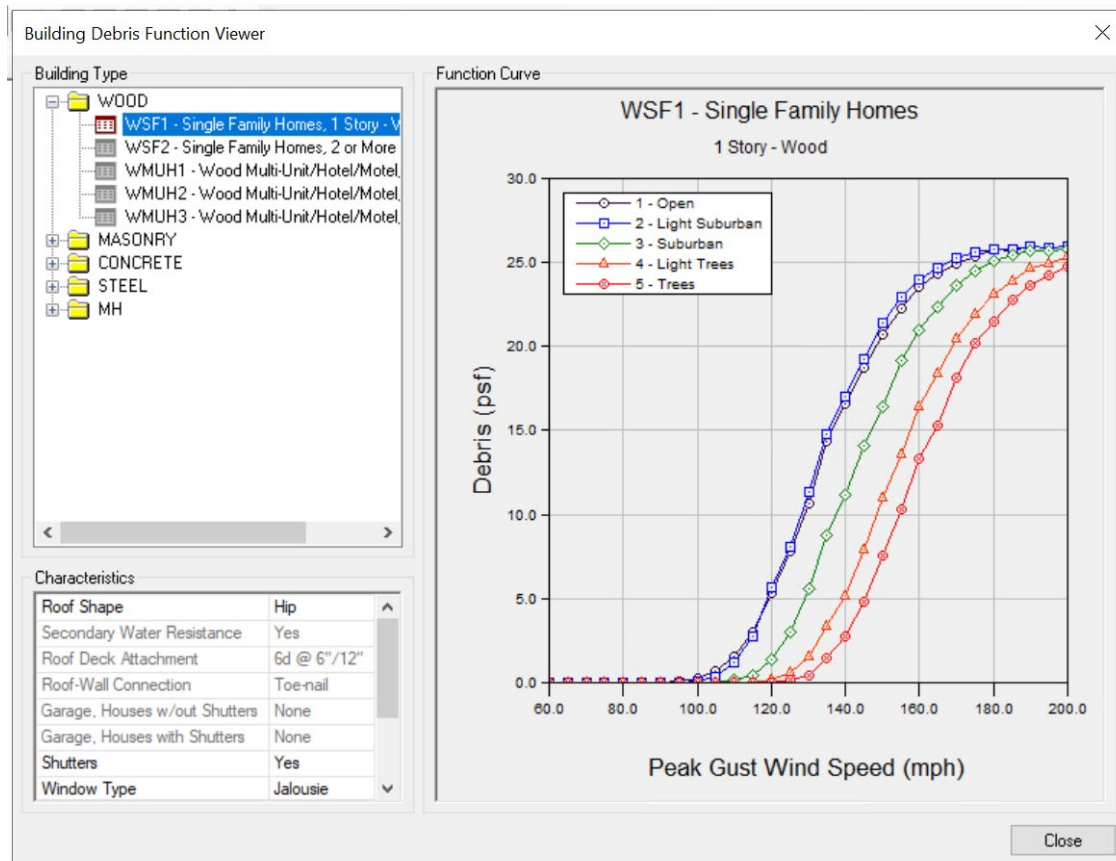 Building Debris Function Viewer
Building Type
WOOD
WSF1 - Single Family Homes, 1 Story - W
WSF2 - Single Family Homes, 2 or More
WMUH1 - Wood Multi-Unit/Hotel/Motel,
WMUH2 - Wood Multi-Unit/Hotel/Motel,
WMUH3 - Wood Multi-Unit/Hotel/Motel,
MASONRY
CONCRETE
STEEL
MH
Characteristics
Roof Shape Hip
Secondary Water Resistance Yes
Roof Deck Attachment 6d @ 6"/12"
Roof-Wall Connection Toe-nail
Garage, Houses w/out Shutters None
Garage, Houses with Shutters None
Shutters Yes
Window Type Jalousie
Function Curve
WSF1 - Single Family Homes
1 Story - Wood
30.0
25.0
20.0
15.0
10.0
5.0
0.0
Debris (psf)
1 - Open
2 - Light Suburban
3 - Suburban
4 - Light Trees
5 - Trees
60.0 80.0 100.0 120.0 140.0 160.0 180.0 200.0
Peak Gust Wind Speed (mph)
Close